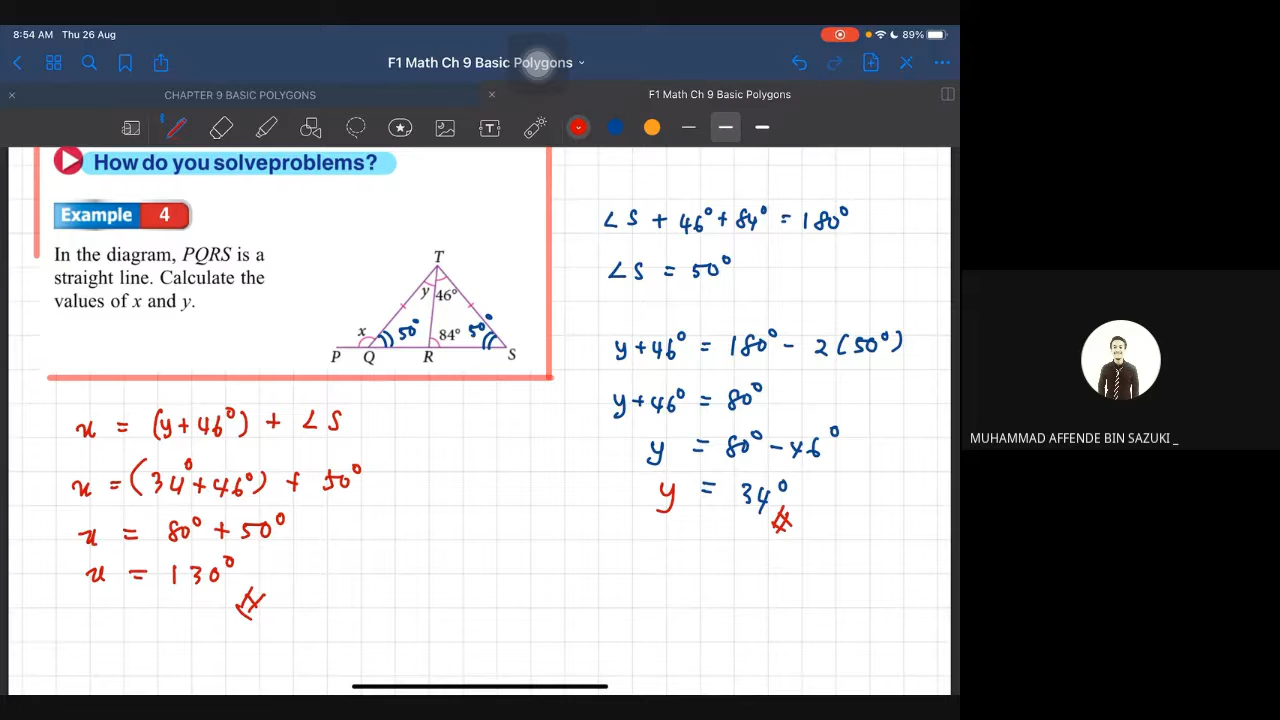 8:54 AM Thu 26 Aug
89%
F1 Math Ch 9 Basic Polygons
CHAPTER 9 BASIC POLYGONS
F1 Math Ch 9 Basic Polygons
How do you solveproblems?
Example 4
In the diagram, PQRS is a
straight line. Calculate the
values of x and y.
T
y 46°
x 50° 84° 50°
P Q R S
x = (y+46°) + ∠S
x = (34°+46°) + 50°
x = 80° + 50°
x = 130° #
∠S + 46° + 84° = 180°
∠S = 50°
y+46° = 180° - 2(50°)
y+46° = 80°
y = 80° - 46°
y = 34° #
MUHAMMAD AFFENDE BIN SAZUKI _